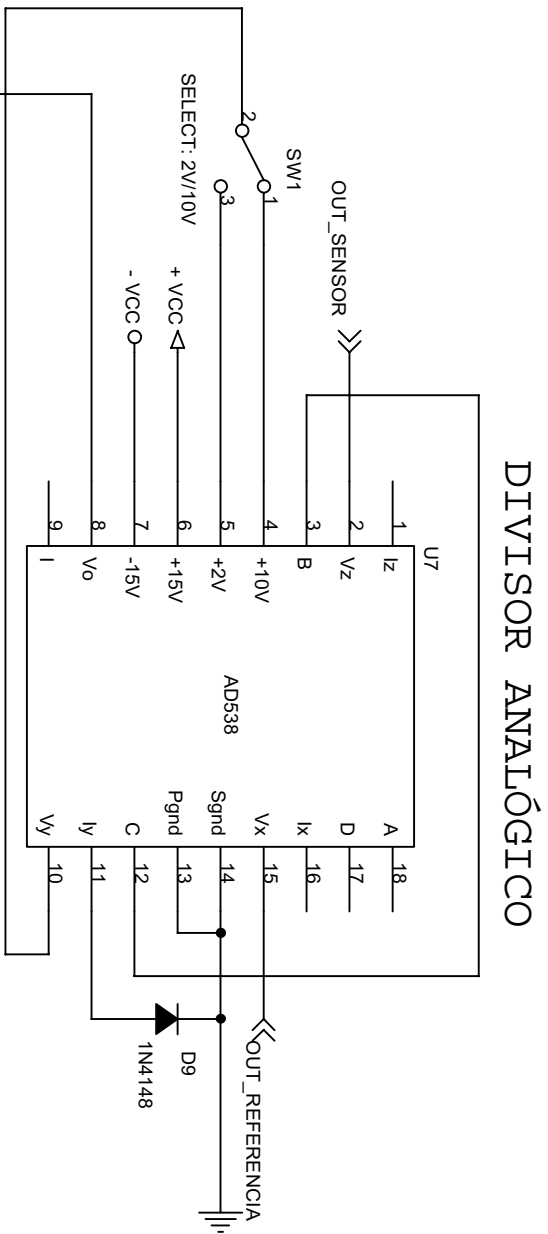 DIVISOR ANALÓGICO
SW1
SELECT: 2V/10V
2
1
3
OUT_SENSOR
+ VCC
- VCC
U7
AD538
1 Iz
2 Vz
3 B
4 +10V
5 +2V
6 +15V
7 -15V
8 Vo
9 I
A 18
D 17
Ix 16
Vx 15
Sgnd 14
Pgnd 13
C 12
Iy 11
Vy 10
OUT_REFERENCIA
D9
1N4148